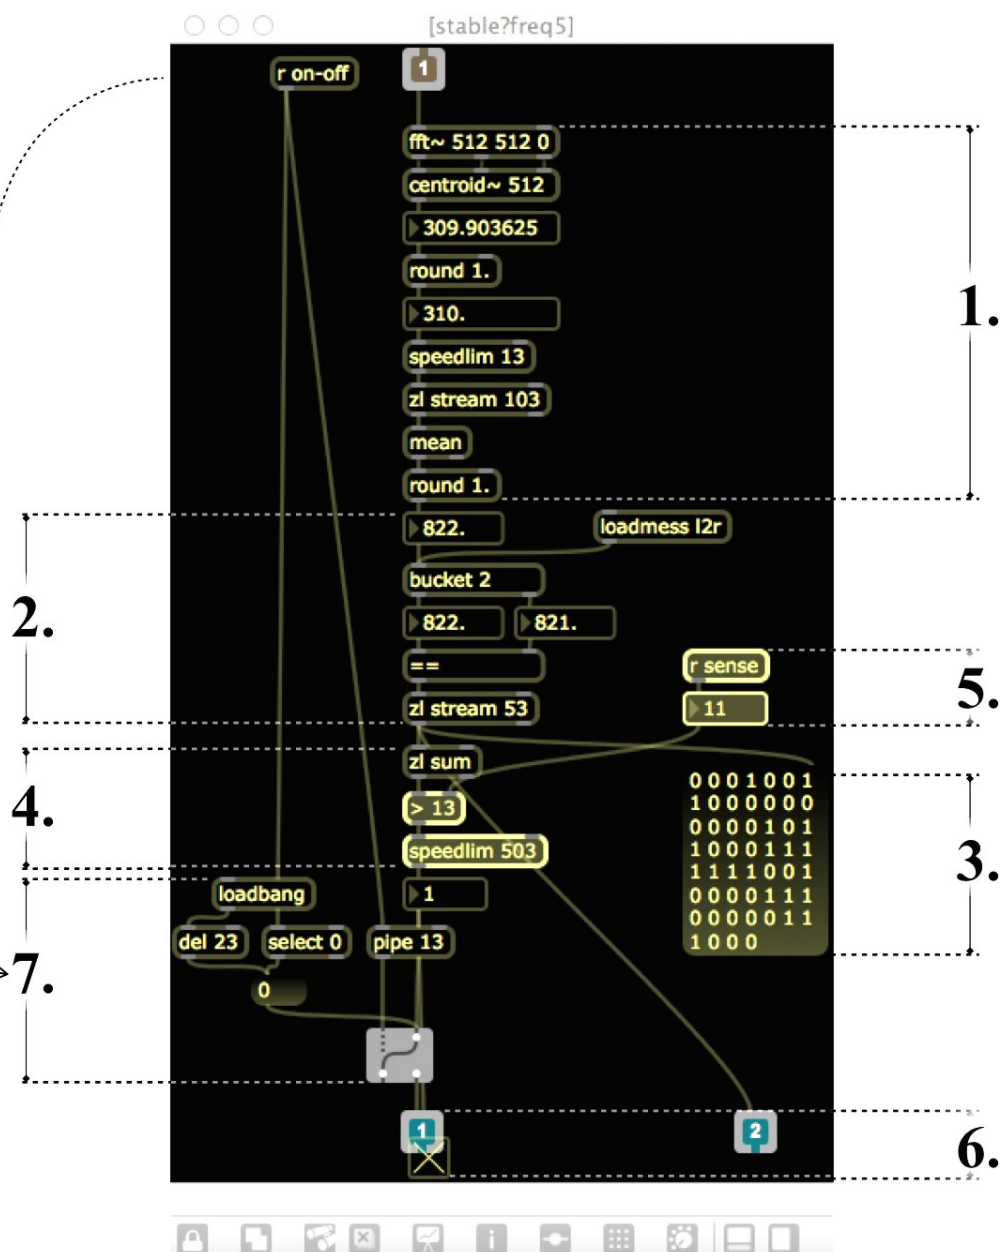 [stable?freq5]
r on-off
1
fft~ 512 512 0
centroid~ 512
309.903625
round 1.
310.
speedlim 13
zl stream 103
mean
round 1.
1.
822.
loadmess l2r
bucket 2
822.
821.
==
zl stream 53
2.
r sense
11
5.
zl sum
> 13
speedlim 503
4.
0 0 0 1 0 0 1
1 0 0 0 0 0 0
0 0 0 0 1 0 1
1 0 0 0 1 1 1
1 1 1 1 0 0 1
0 0 0 0 1 1 1
0 0 0 0 0 1 1
1 0 0 0
3.
loadbang
1
del 23
select 0
pipe 13
0
7.
1
2
6.